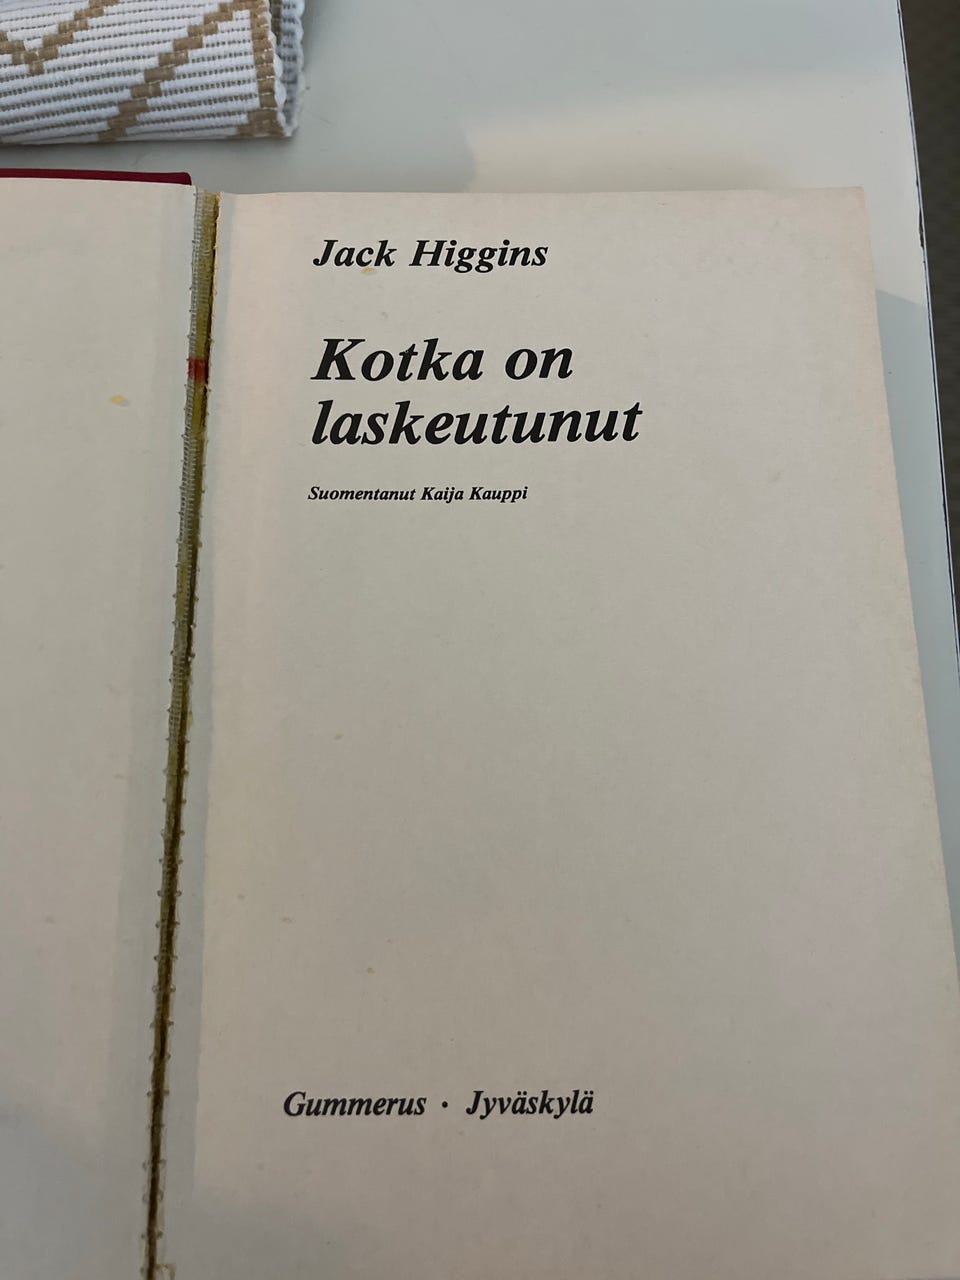 Jack Higgins
Kotka on
laskeutunut
Suomentanut Kaija Kauppi
Gummerus · Jyväskylä